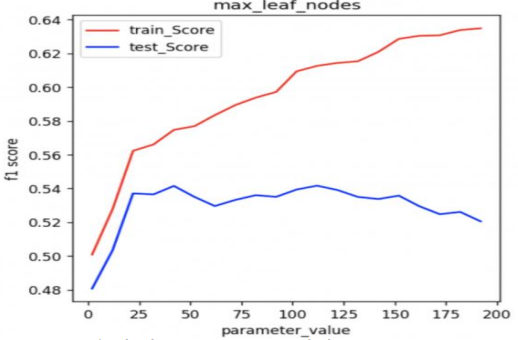 max_leaf_nodes
train_Score
test_Score
f1 score
0.64
0.62
0.60
0.58
0.56
0.54
0.52
0.50
0.48
0 25 50 75 100 125 150 175 200
parameter_value